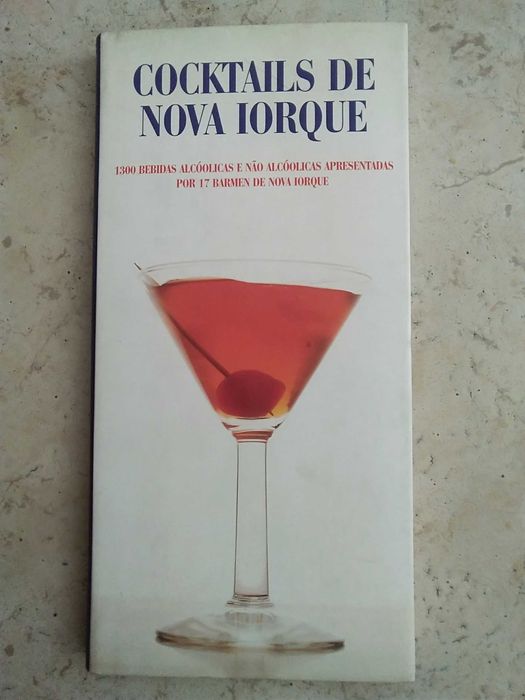 COCKTAILS DE
NOVA IORQUE
1300 BEBIDAS ALCÓOLICAS E NÃO ALCÓOLICAS APRESENTADAS
POR 17 BARMEN DE NOVA IORQUE